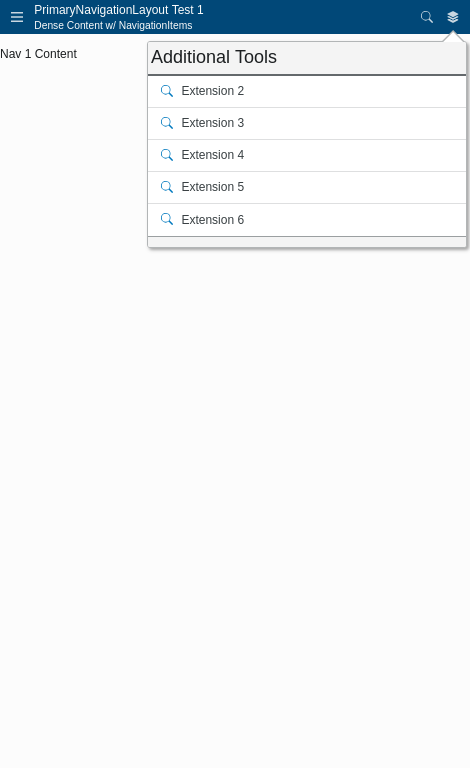 PrimaryNavigationLayout Test 1
Dense Content w/ NavigationItems
Nav 1 Content
Additional Tools
Extension 2
Extension 3
Extension 4
Extension 5
Extension 6